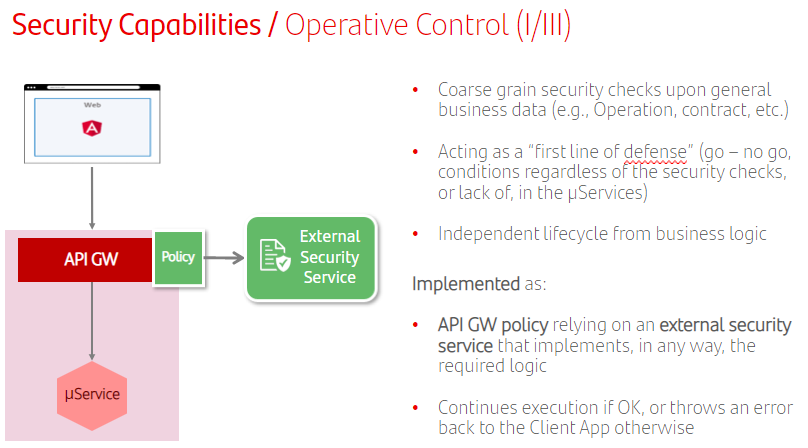 Security Capabilities / Operative Control (I/III)
Web
A
API GW
Policy
External
Security
Service
µService
• Coarse grain security checks upon general
business data (e.g., Operation, contract, etc.)
• Acting as a “first line of defense” (go – no go,
conditions regardless of the security checks,
or lack of, in the µServices)
• Independent lifecycle from business logic
Implemented as:
• API GW policy relying on an external security
service that implements, in any way, the
required logic
• Continues execution if OK, or throws an error
back to the Client App otherwise